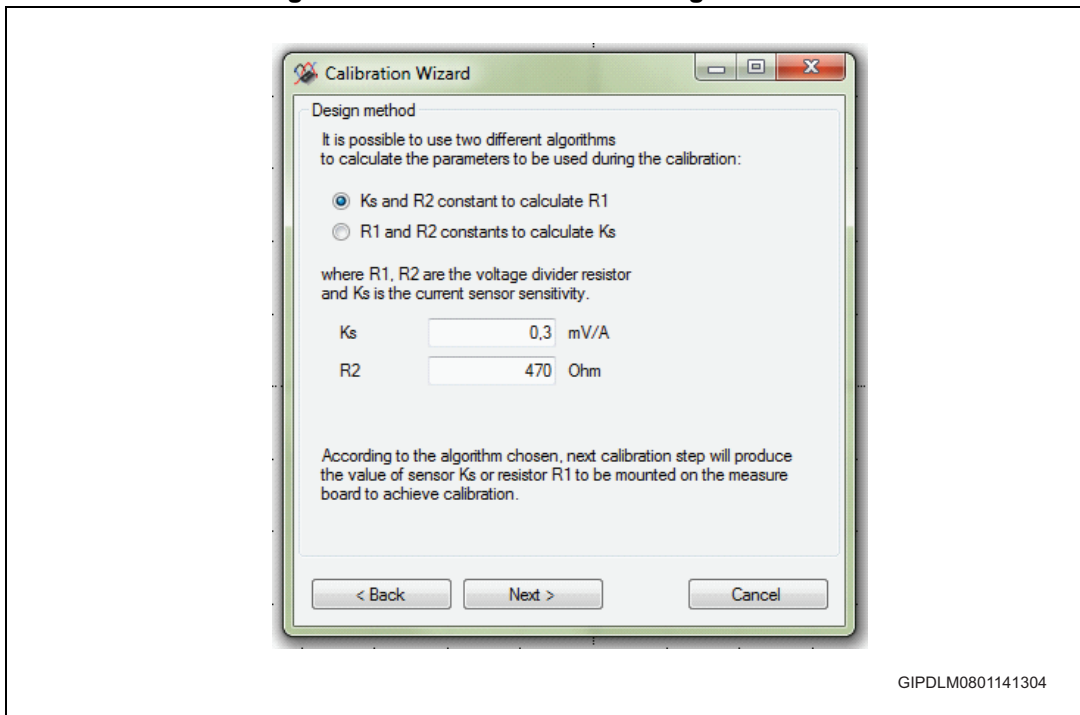 Calibration Wizard
Design method
It is possible to use two different algorithms
to calculate the parameters to be used during the calibration:
Ks and R2 constant to calculate R1
R1 and R2 constants to calculate Ks
where R1, R2 are the voltage divider resistor
and Ks is the current sensor sensitivity.
Ks 0,3 mV/A
R2 470 Ohm
According to the algorithm chosen, next calibration step will produce
the value of sensor Ks or resistor R1 to be mounted on the measure
board to achieve calibration.
< Back Next > Cancel
GIPDLM0801141304